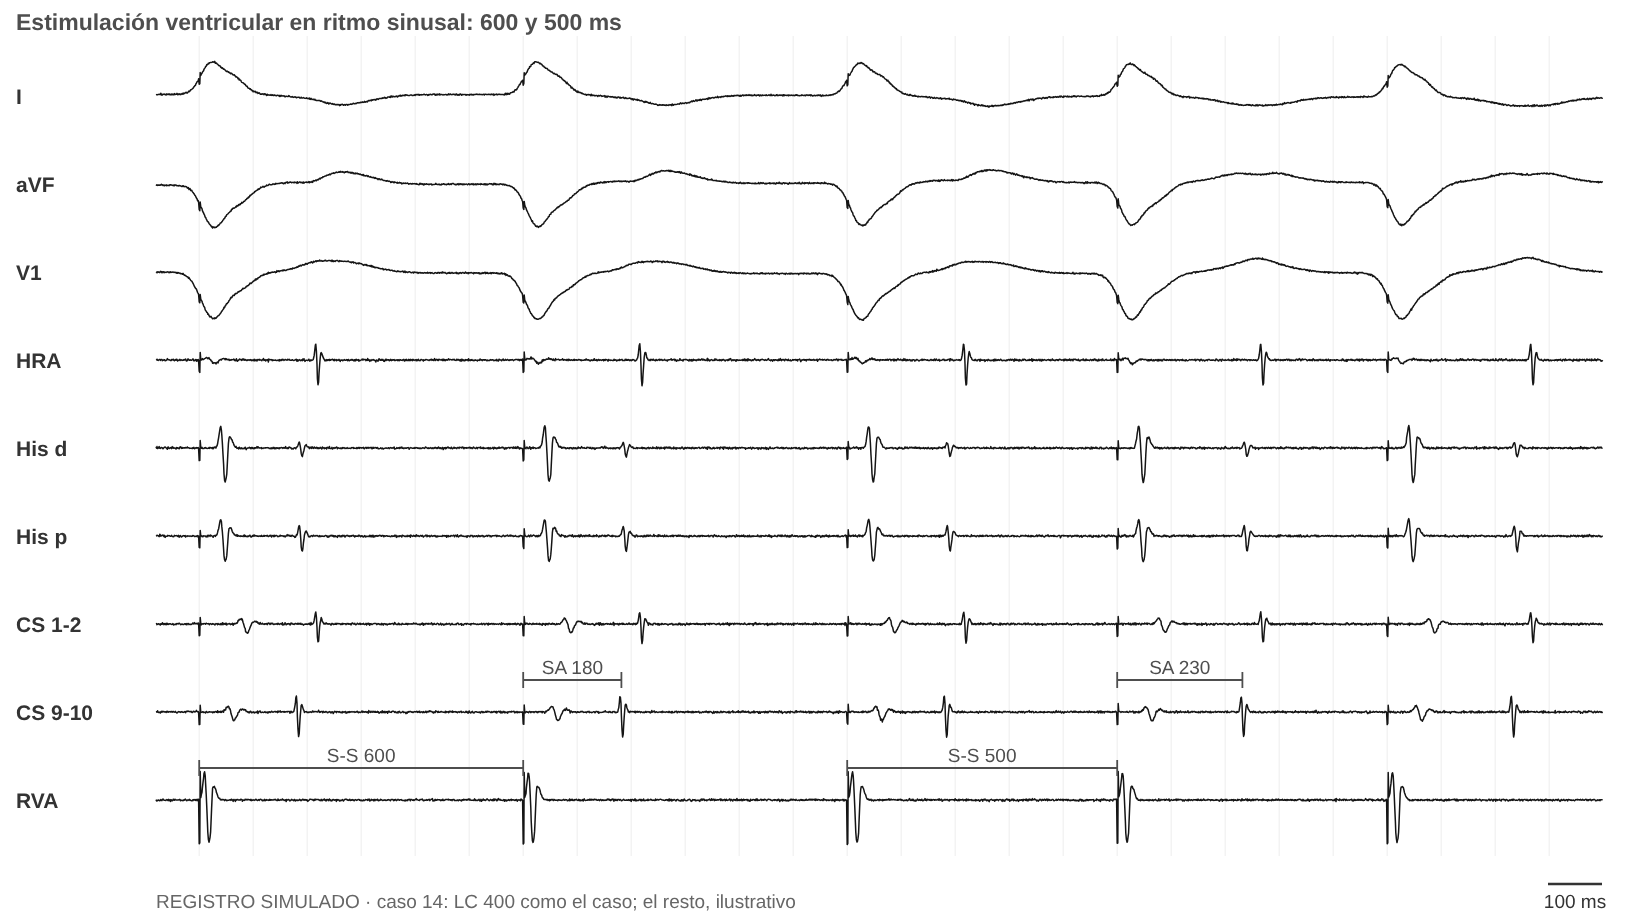 Estimulación ventricular en ritmo sinusal: 600 y 500 ms
I
aVF
V1
HRA
His d
His p
CS 1-2
SA 180
SA 230
CS 9-10
S-S 600
S-S 500
RVA
REGISTRO SIMULADO · caso 14: LC 400 como el caso; el resto, ilustrativo
100 ms